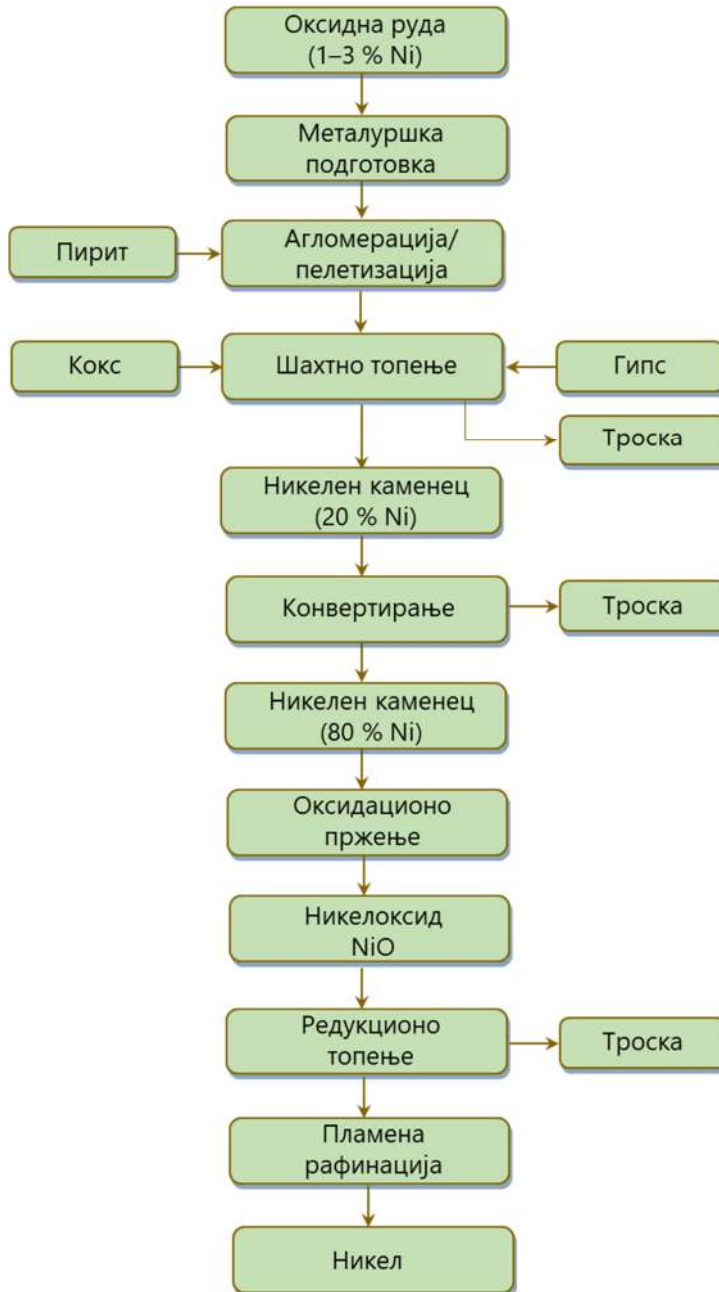 Оксидна руда
(1–3 % Ni)
Металуршка
подготовка
Пирит
Агломерација/
пелетизација
Кокс
Шахтно топење
Гипс
Троска
Никелен каменец
(20 % Ni)
Конвертирање
Троска
Никелен каменец
(80 % Ni)
Оксидационо
пржење
Никелоксид
NiO
Редукционо
топење
Троска
Пламена
рафинација
Никел